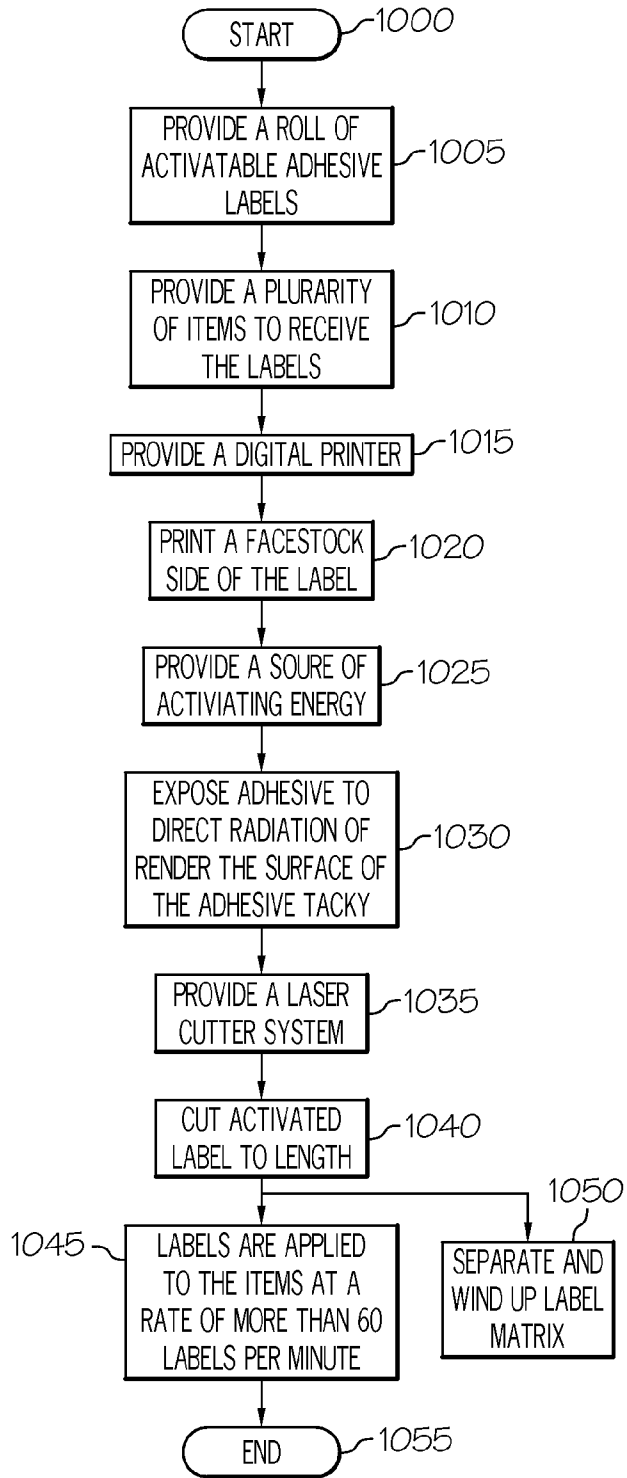 START
1000
PROVIDE A ROLL OF
ACTIVATABLE ADHESIVE
LABELS
1005
PROVIDE A PLURARITY
OF ITEMS TO RECEIVE
THE LABELS
1010
PROVIDE A DIGITAL PRINTER
1015
PRINT A FACESTOCK
SIDE OF THE LABEL
1020
PROVIDE A SOURE OF
ACTIVIATING ENERGY
1025
EXPOSE ADHESIVE TO
DIRECT RADIATION OF
RENDER THE SURFACE OF
THE ADHESIVE TACKY
1030
PROVIDE A LASER
CUTTER SYSTEM
1035
CUT ACTIVATED
LABEL TO LENGTH
1040
1045
LABELS ARE APPLIED
TO THE ITEMS AT A
RATE OF MORE THAN 60
LABELS PER MINUTE
1050
SEPARATE AND
WIND UP LABEL
MATRIX
END
1055